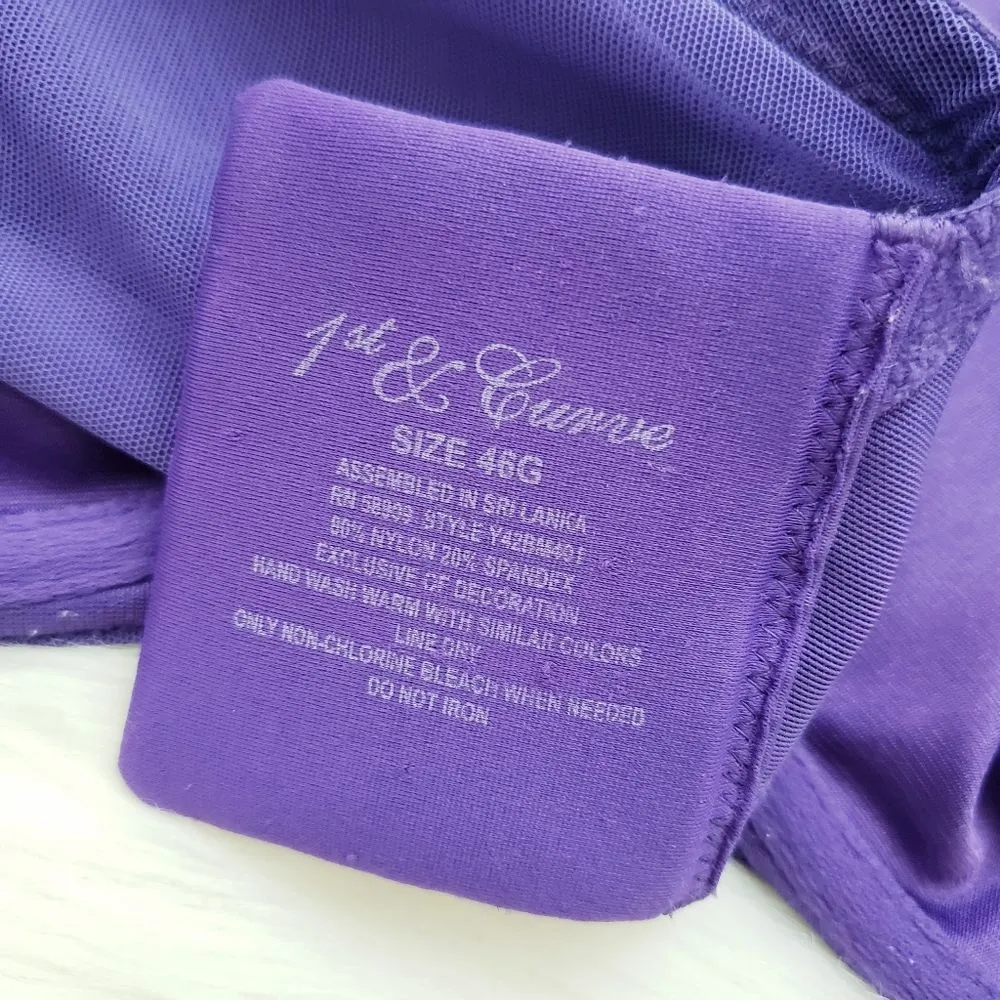 1st & Curve
SIZE 46G
ASSEMBLED IN SRI LANKA
RN STYLE
80% NYLON 20% SPANDEX
EXCLUSIVE OF DECORATION
HAND WASH WARM WITH SIMILAR COLORS
LINE DRY
ONLY NON-CHLORINE BLEACH WHEN NEEDED
DO NOT IRON